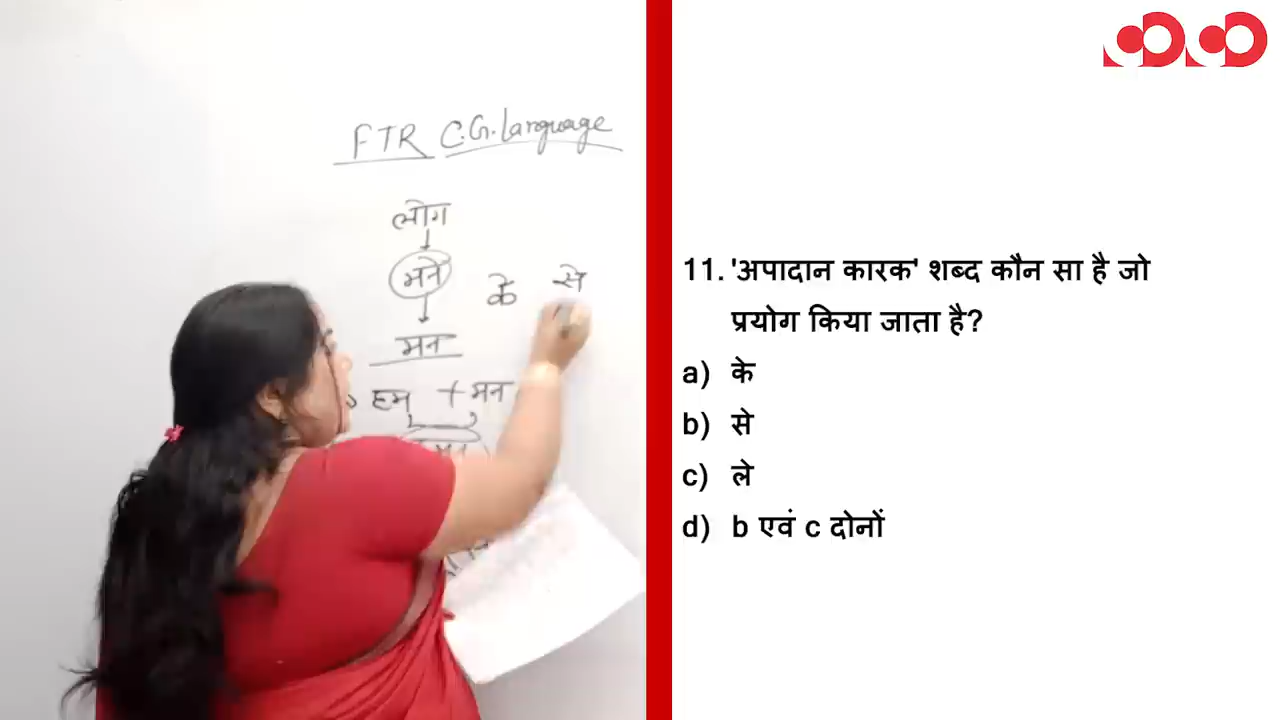 FTR C.G. Language
लोग
मने
के से
मन
हम + मन
11. 'अपादान कारक' शब्द कौन सा है जो
प्रयोग किया जाता है?
a) के
b) से
c) ले
d) b एवं c दोनों